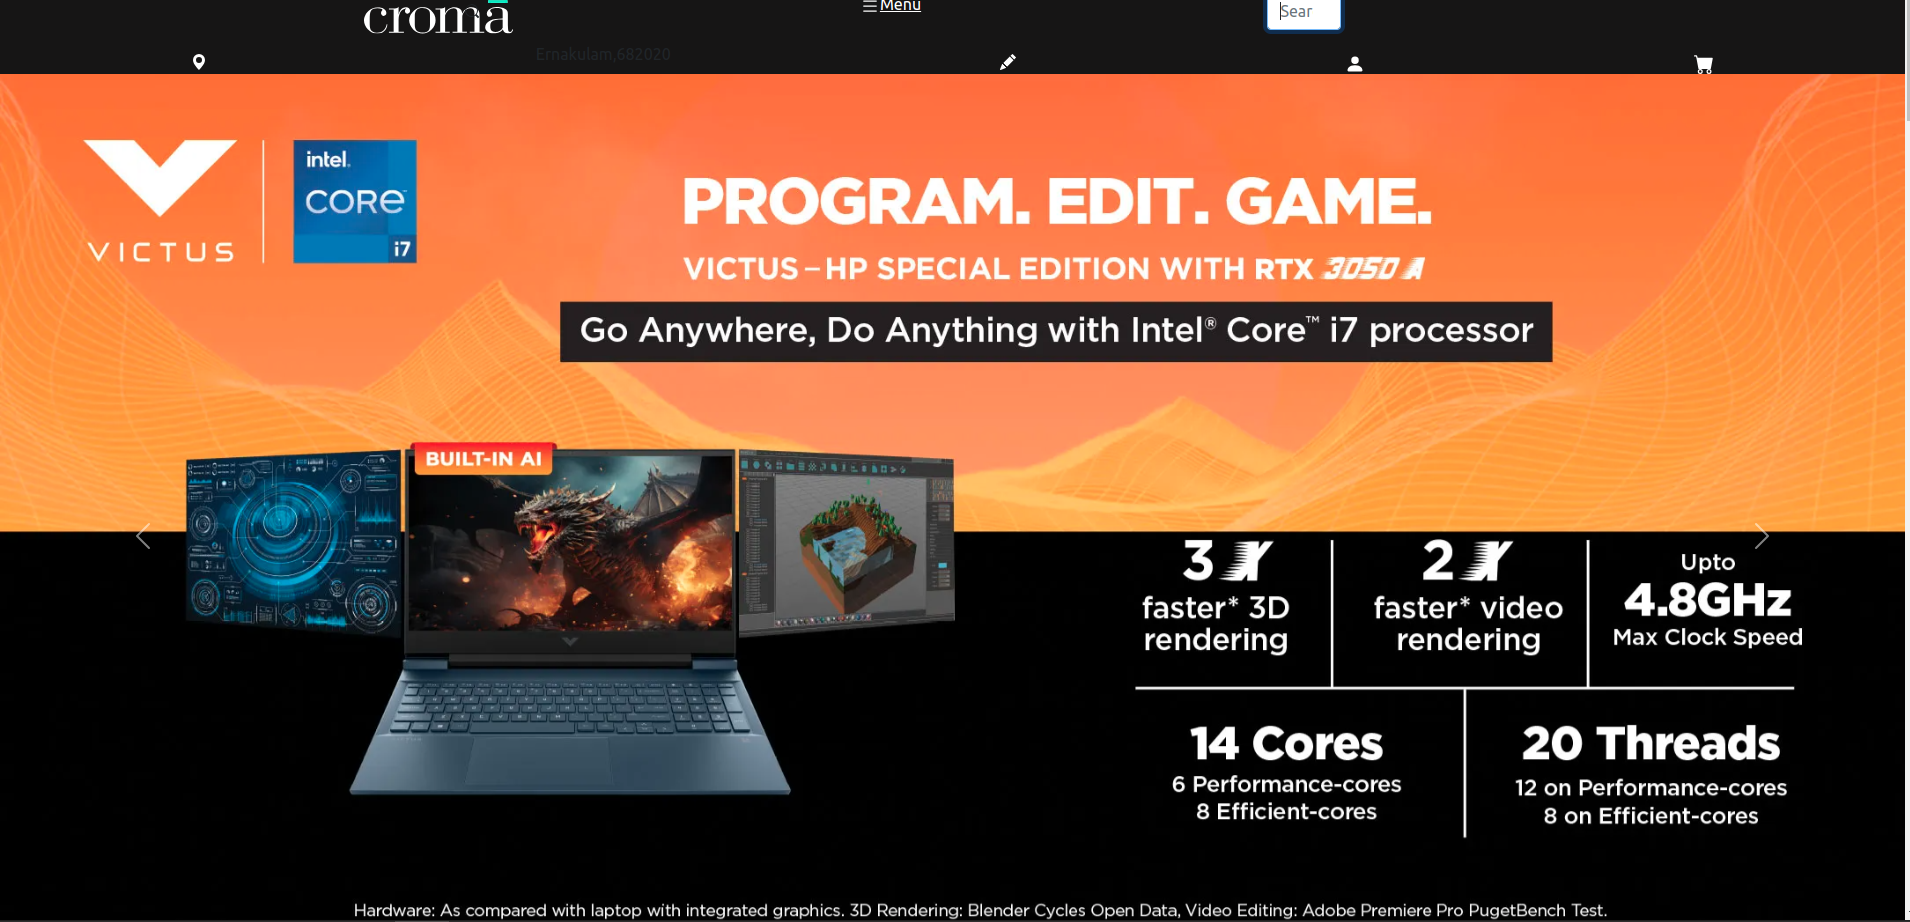 croma
Menu
Sear
Ernakulam,682020
VICTUS
intel.
CORE™
i7
PROGRAM. EDIT. GAME.
VICTUS – HP SPECIAL EDITION WITH RTX 3050 A
Go Anywhere, Do Anything with Intel® Core™ i7 processor
BUILT-IN AI
3X
faster* 3D
rendering
2X
faster* video
rendering
Upto
4.8GHz
Max Clock Speed
14 Cores
6 Performance-cores
8 Efficient-cores
20 Threads
12 on Performance-cores
8 on Efficient-cores
Hardware: As compared with laptop with integrated graphics. 3D Rendering: Blender Cycles Open Data, Video Editing: Adobe Premiere Pro PugetBench Test.